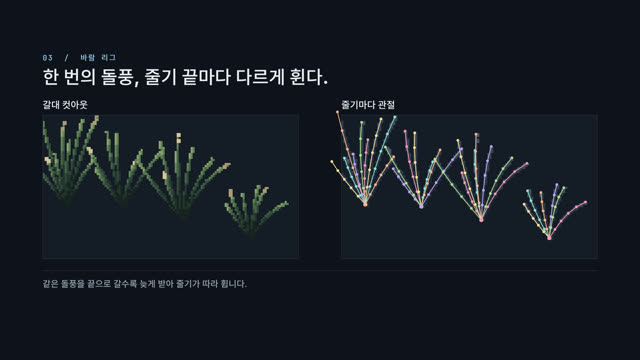 03 / 바람 리그
한 번의 돌풍, 줄기 끝마다 다르게 휜다.
갈대 컷아웃
줄기마다 관절
같은 돌풍을 끝으로 갈수록 늦게 받아 줄기가 따라 휩니다.